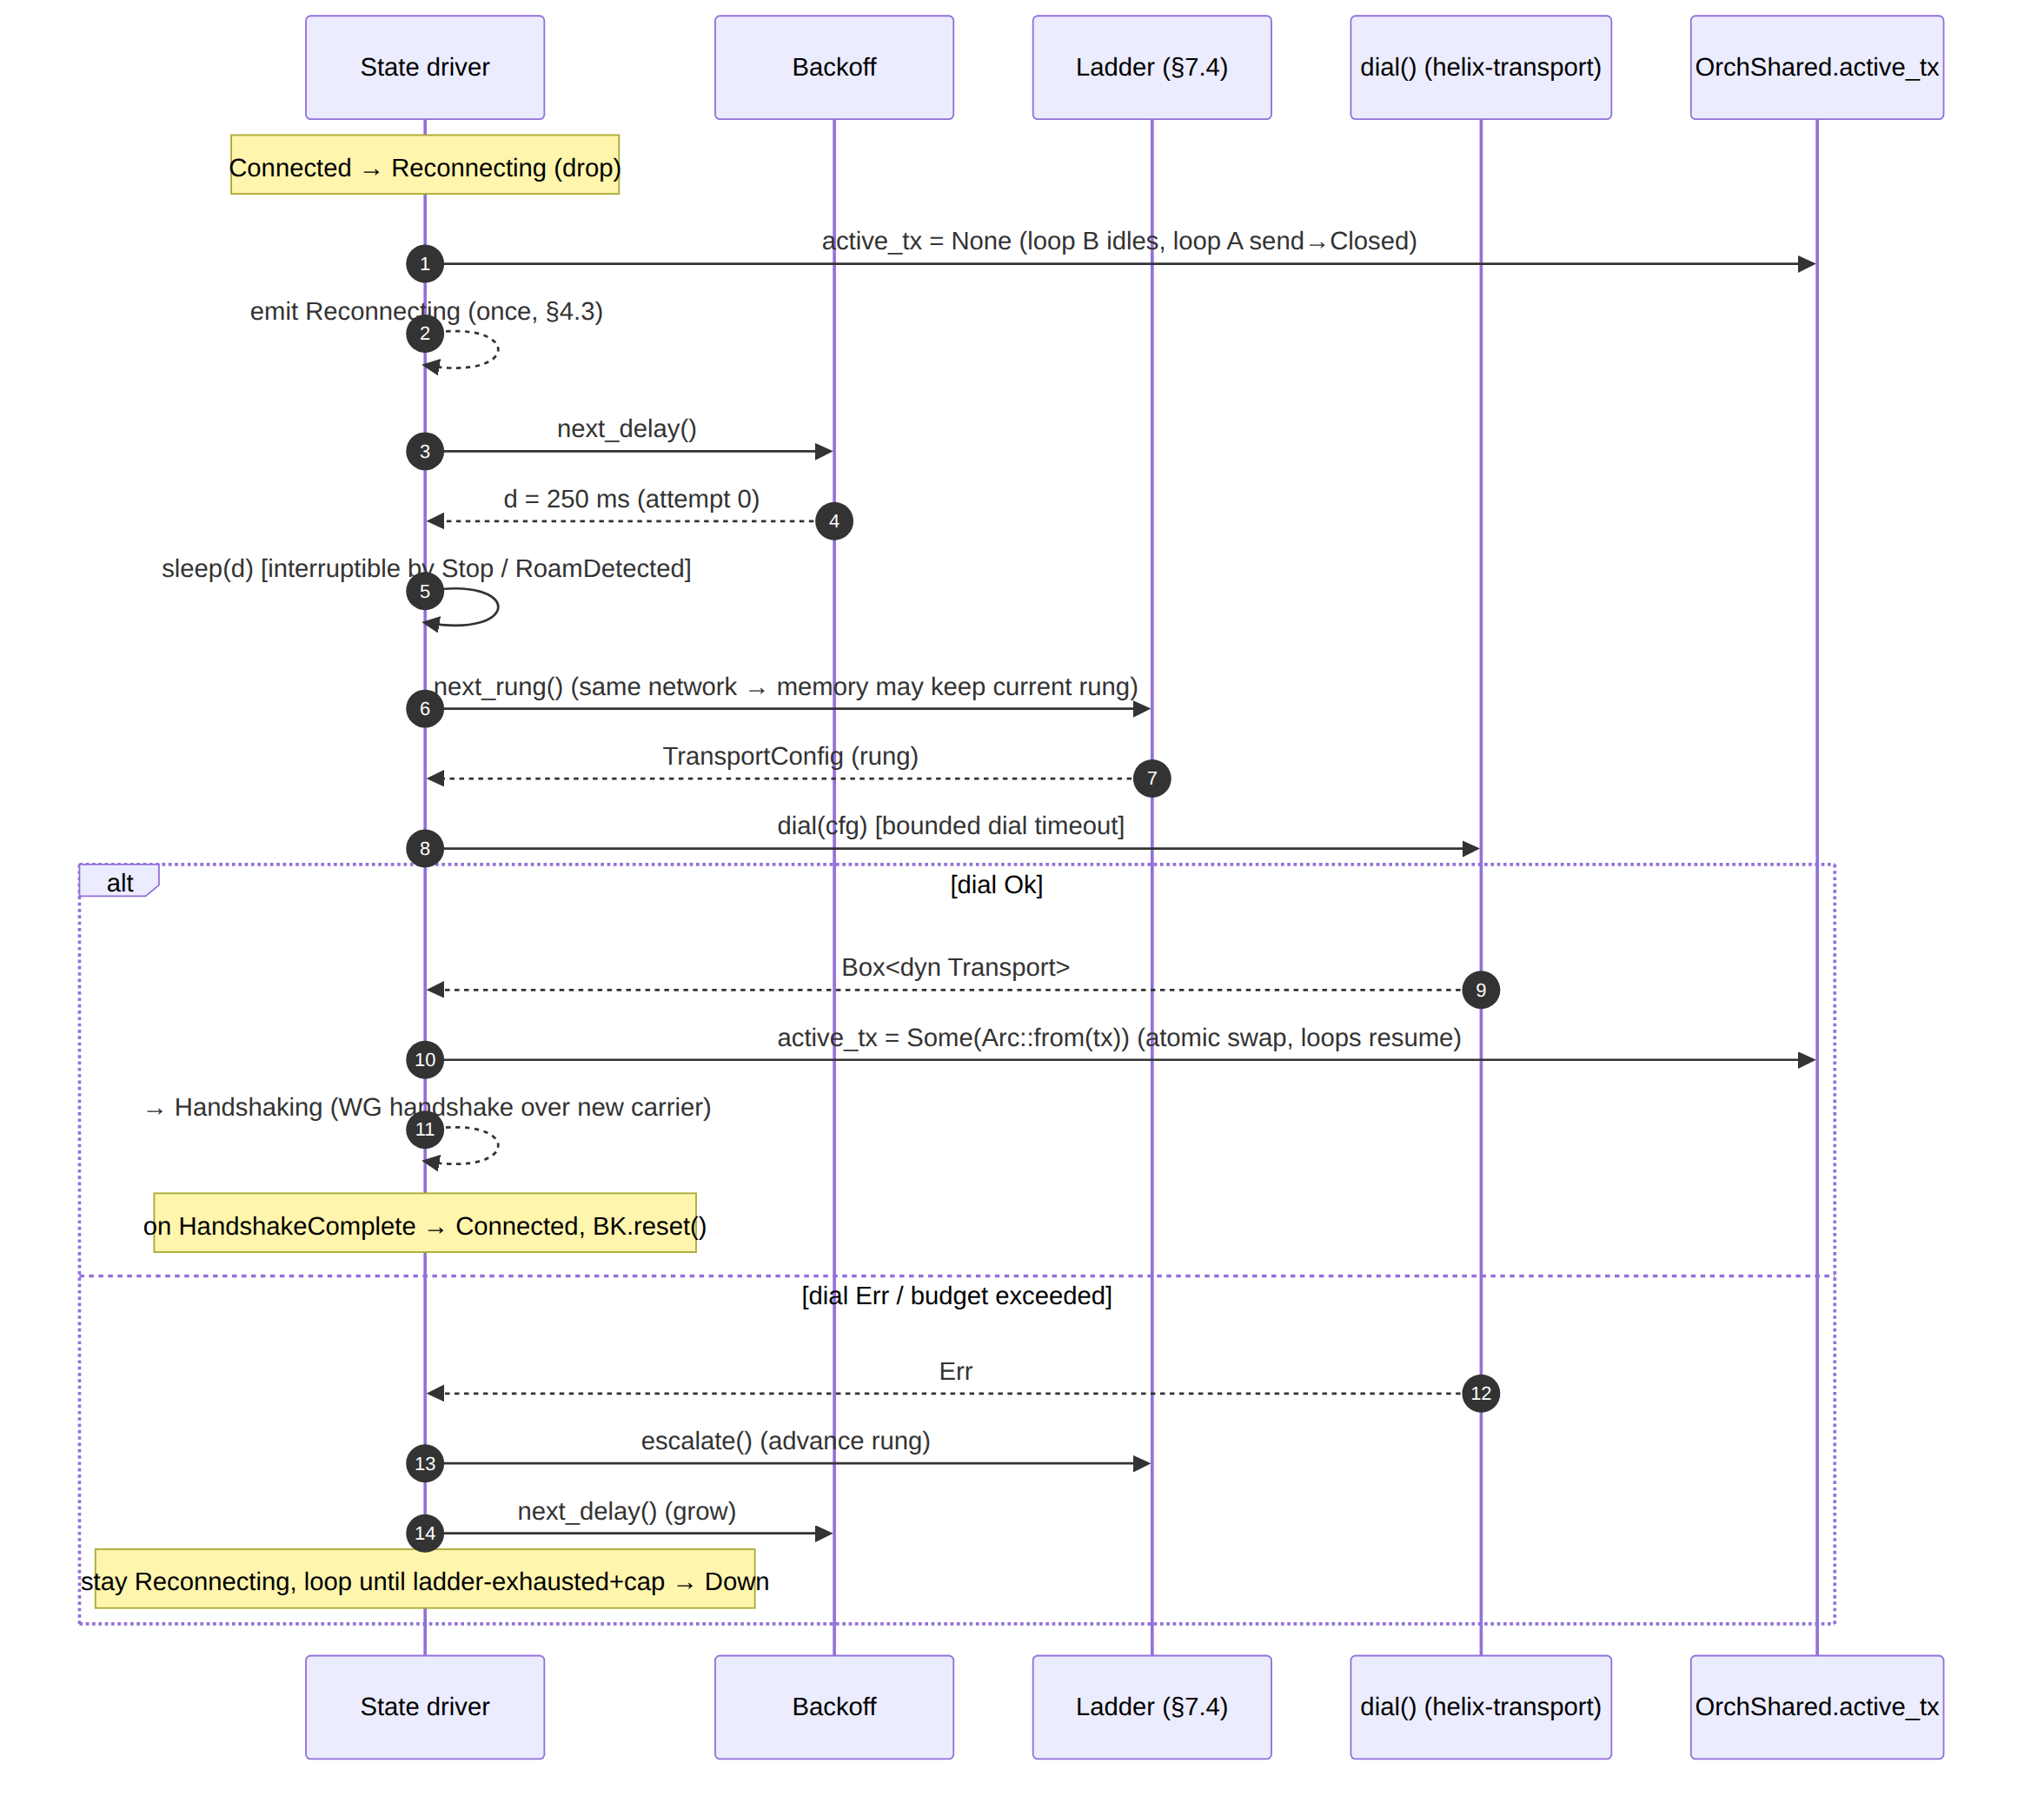 State driver
Backoff
Ladder (§7.4)
dial() (helix-transport)
OrchShared.active_tx
Connected → Reconnecting (drop)
active_tx = None (loop B idles, loop A send→Closed)
1
emit Reconnecting (once, §4.3)
2
next_delay()
3
d = 250 ms (attempt 0)
4
sleep(d) [interruptible by Stop / RoamDetected]
5
next_rung() (same network → memory may keep current rung)
6
TransportConfig (rung)
7
dial(cfg) [bounded dial timeout]
8
alt
[dial Ok]
Box<dyn Transport>
9
active_tx = Some(Arc::from(tx)) (atomic swap, loops resume)
10
→ Handshaking (WG handshake over new carrier)
11
on HandshakeComplete → Connected, BK.reset()
[dial Err / budget exceeded]
Err
12
escalate() (advance rung)
13
next_delay() (grow)
14
stay Reconnecting, loop until ladder-exhausted+cap → Down
State driver
Backoff
Ladder (§7.4)
dial() (helix-transport)
OrchShared.active_tx